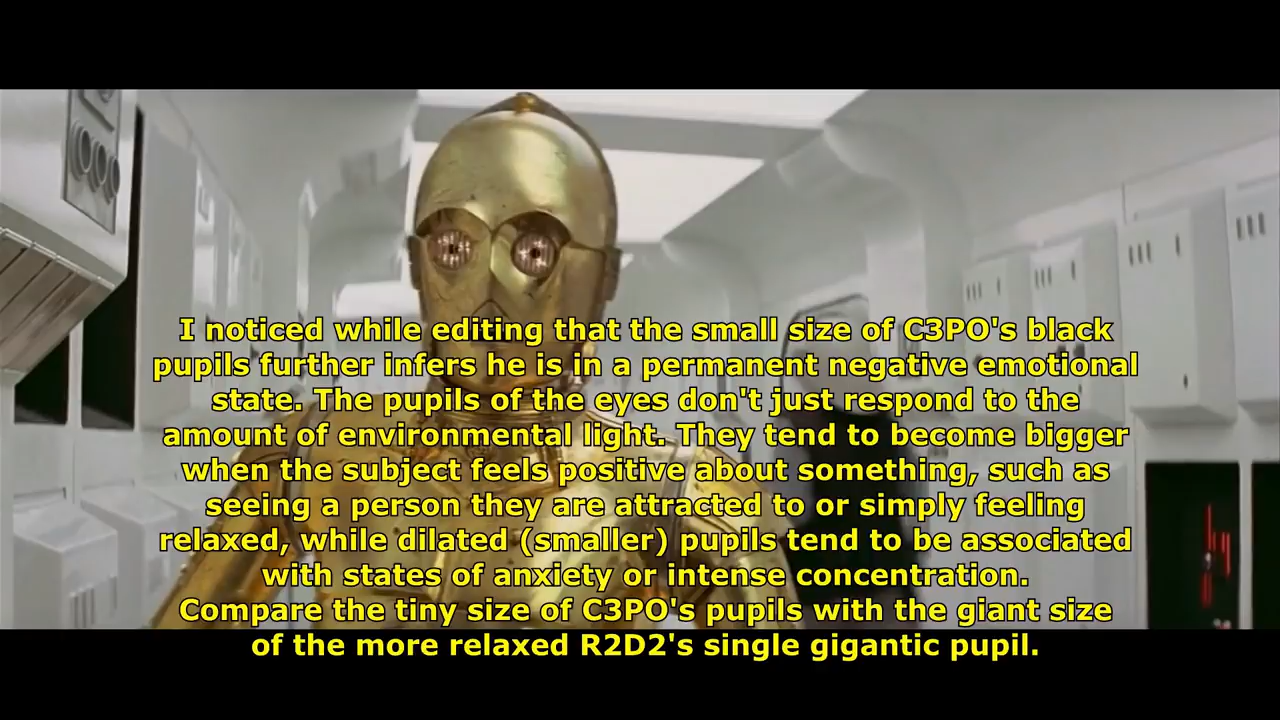 I noticed while editing that the small size of C3PO's black
pupils further infers he is in a permanent negative emotional
state. The pupils of the eyes don't just respond to the
amount of environmental light. They tend to become bigger
when the subject feels positive about something, such as
seeing a person they are attracted to or simply feeling
relaxed, while dilated (smaller) pupils tend to be associated
with states of anxiety or intense concentration.
Compare the tiny size of C3PO's pupils with the giant size
of the more relaxed R2D2's single gigantic pupil.